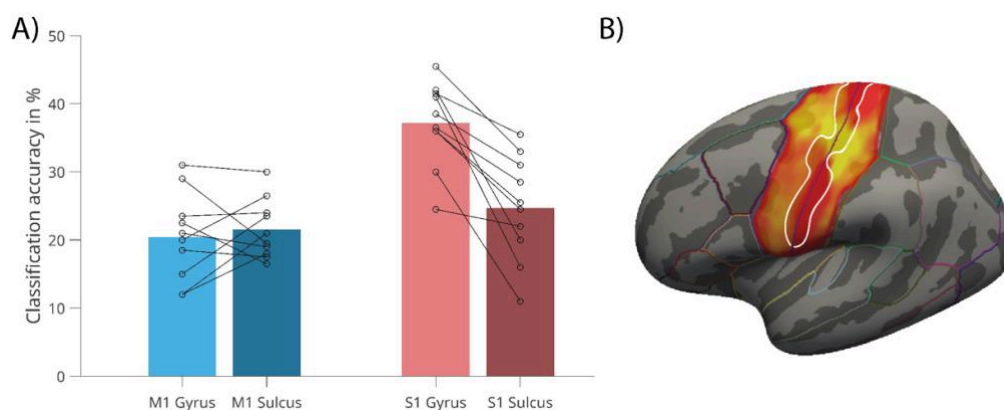 A)
B)
Classification accuracy in %
50
40
30
20
10
0
M1 Gyrus
M1 Sulcus
S1 Gyrus
S1 Sulcus